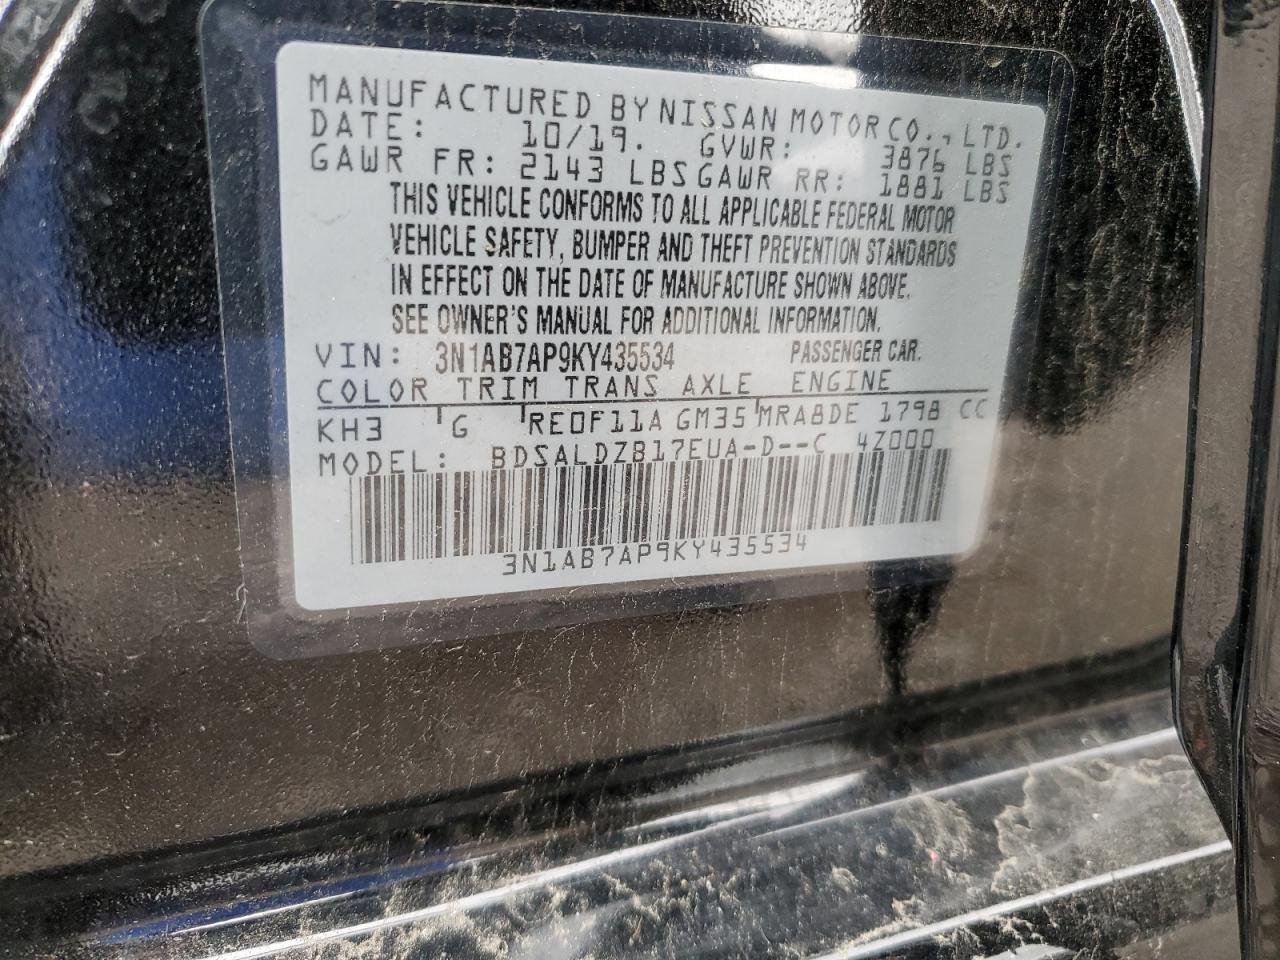 MANUFACTURED BY NISSAN MOTOR CO., LTD.
DATE: 10/19. GVWR: 3876 LBS
GAWR FR: 2143 LBS GAWR RR: 1881 LBS
THIS VEHICLE CONFORMS TO ALL APPLICABLE FEDERAL MOTOR
VEHICLE SAFETY, BUMPER AND THEFT PREVENTION STANDARDS
IN EFFECT ON THE DATE OF MANUFACTURE SHOWN ABOVE.
SEE OWNER'S MANUAL FOR ADDITIONAL INFORMATION.
VIN: 3N1AB7AP9KY435534 PASSENGER CAR.
COLOR TRIM TRANS AXLE ENGINE
KH3 G RE0F11A GM35 MRA8DE 1798 CC
MODEL: BDSALDZB17EUA-D--C 4Z000
3N1AB7AP9KY435534